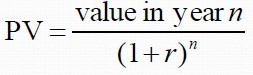 PV = value in year n / (1+r)^n